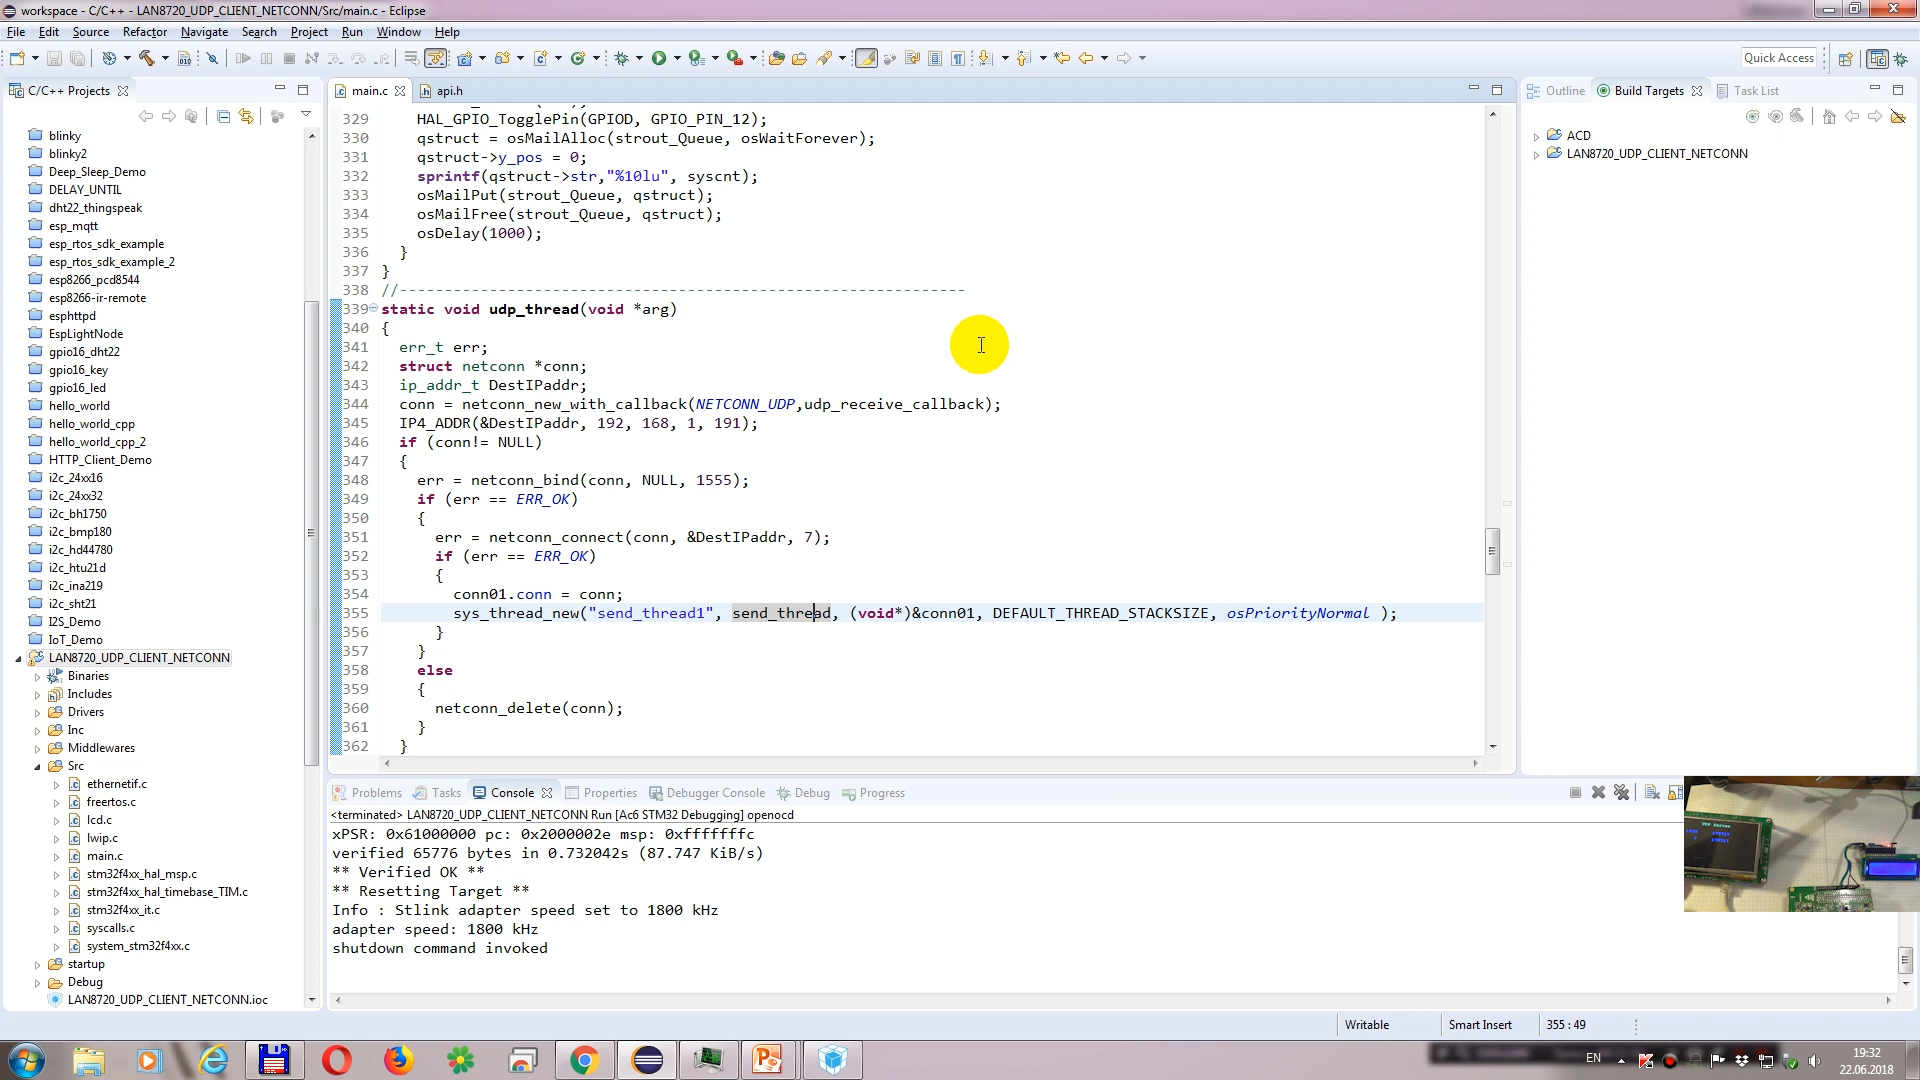 workspace - C/C++ - LAN8720_UDP_CLIENT_NETCONN/Src/main.c - Eclipse
File Edit Source Refactor Navigate Search Project Run Window Help
Quick Access
C/C++ Projects
blinky
blinky2
Deep_Sleep_Demo
DELAY_UNTIL
dht22_thingspeak
esp_mqtt
esp_rtos_sdk_example
esp_rtos_sdk_example_2
esp8266_pcd8544
esp8266-ir-remote
esphttpd
EspLightNode
gpio16_dht22
gpio16_key
gpio16_led
hello_world
hello_world_cpp
hello_world_cpp_2
HTTP_Client_Demo
i2c_24xx16
i2c_24xx32
i2c_bh1750
i2c_bmp180
i2c_hd44780
i2c_htu21d
i2c_ina219
i2c_sht21
I2S_Demo
IoT_Demo
LAN8720_UDP_CLIENT_NETCONN
Binaries
Includes
Drivers
Inc
Middlewares
Src
ethernetif.c
freertos.c
lcd.c
lwip.c
main.c
stm32f4xx_hal_msp.c
stm32f4xx_hal_timebase_TIM.c
stm32f4xx_it.c
syscalls.c
system_stm32f4xx.c
startup
Debug
LAN8720_UDP_CLIENT_NETCONN.ioc
main.c api.h
329 HAL_GPIO_TogglePin(GPIOD, GPIO_PIN_12);
330 qstruct = osMailAlloc(strout_Queue, osWaitForever);
331 qstruct->y_pos = 0;
332 sprintf(qstruct->str,"%10lu", syscnt);
333 osMailPut(strout_Queue, qstruct);
334 osMailFree(strout_Queue, qstruct);
335 osDelay(1000);
336 }
337 }
338 //---------------------------------------------------------------
339 static void udp_thread(void *arg)
340 {
341 err_t err;
342 struct netconn *conn;
343 ip_addr_t DestIPaddr;
344 conn = netconn_new_with_callback(NETCONN_UDP,udp_receive_callback);
345 IP4_ADDR(&DestIPaddr, 192, 168, 1, 191);
346 if (conn!= NULL)
347 {
348 err = netconn_bind(conn, NULL, 1555);
349 if (err == ERR_OK)
350 {
351 err = netconn_connect(conn, &DestIPaddr, 7);
352 if (err == ERR_OK)
353 {
354 conn01.conn = conn;
355 sys_thread_new("send_thread1", send_thread, (void*)&conn01, DEFAULT_THREAD_STACKSIZE, osPriorityNormal );
356 }
357 }
358 else
359 {
360 netconn_delete(conn);
361 }
362 }
Outline Build Targets Task List
ACD
LAN8720_UDP_CLIENT_NETCONN
Problems Tasks Console Properties Debugger Console Debug Progress
<terminated> LAN8720_UDP_CLIENT_NETCONN Run [Ac6 STM32 Debugging] openocd
xPSR: 0x61000000 pc: 0x2000002e msp: 0xfffffffc
verified 65776 bytes in 0.732042s (87.747 KiB/s)
** Verified OK **
** Resetting Target **
Info : Stlink adapter speed set to 1800 kHz
adapter speed: 1800 kHz
shutdown command invoked
UDP Server
Writable Smart Insert 355 : 49
EN
19:32
22.06.2018